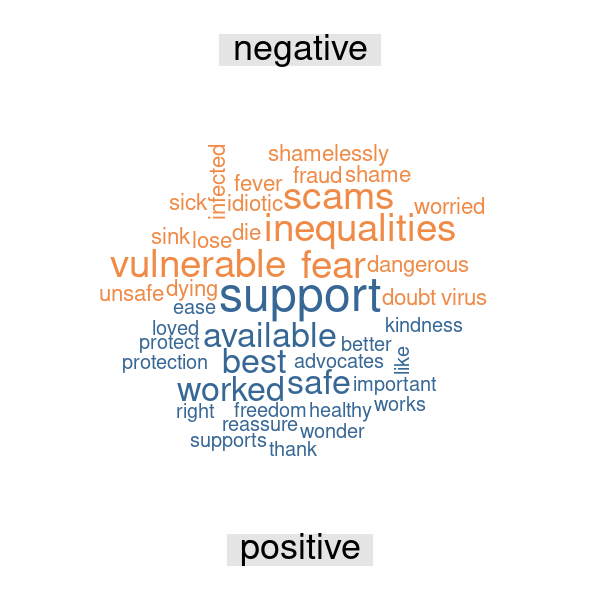 negative
shamelessly
infected
fraud shame
fever
sick idiotic scams
worried
sink lose die inequalities
vulnerable fear dangerous
unsafe dying support doubt virus
ease
loved available kindness
protect better
protection best advocates like
worked safe important
right freedom healthy works
reassure wonder
supports thank
positive